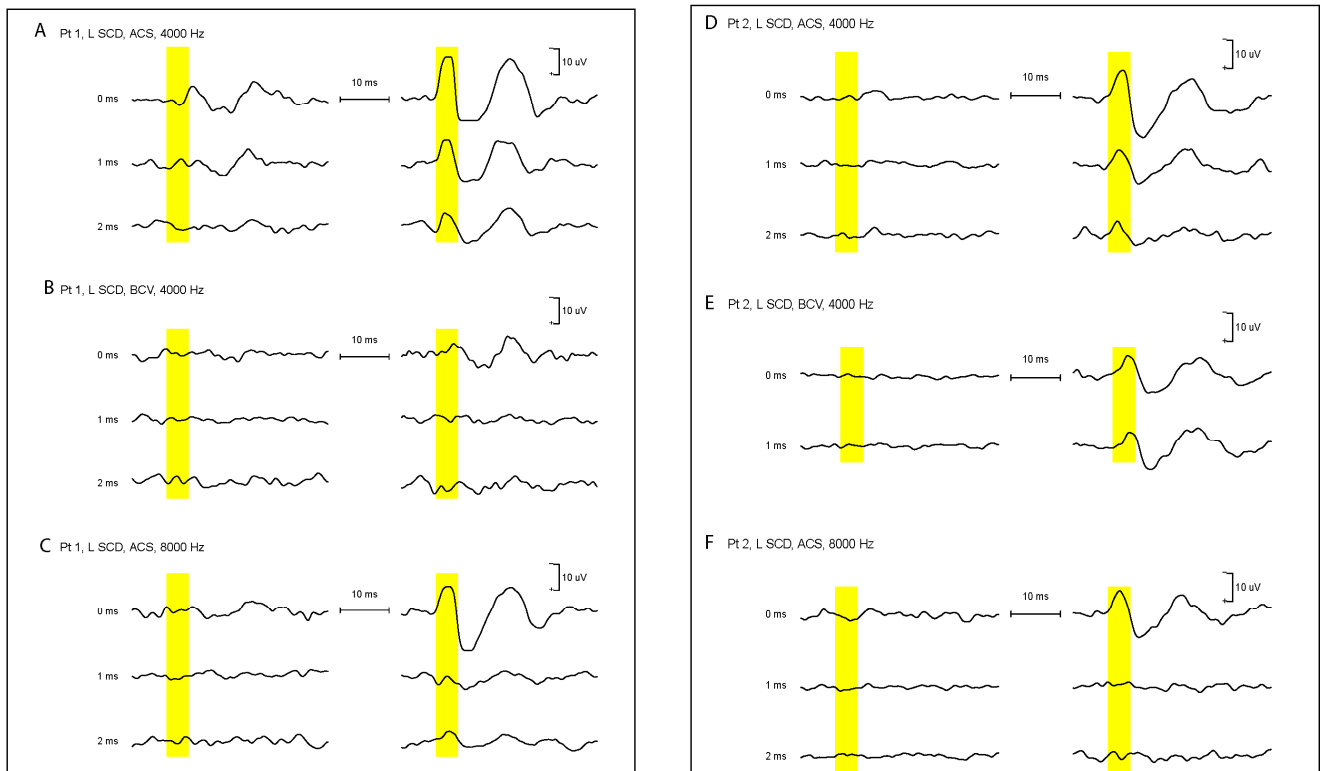 A Pt 1, L SCD, ACS, 4000 Hz
− 10 uV
+
10 ms
0 ms
1 ms
2 ms
B Pt 1, L SCD, BCV, 4000 Hz
− 10 uV
+
10 ms
0 ms
1 ms
2 ms
C Pt 1, L SCD, ACS, 8000 Hz
− 10 uV
+
10 ms
0 ms
1 ms
2 ms
D Pt 2, L SCD, ACS, 4000 Hz
− 10 uV
+
10 ms
0 ms
1 ms
2 ms
E Pt 2, L SCD, BCV, 4000 Hz
− 10 uV
+
10 ms
0 ms
1 ms
F Pt 2, L SCD, ACS, 8000 Hz
− 10 uV
+
10 ms
0 ms
1 ms
2 ms